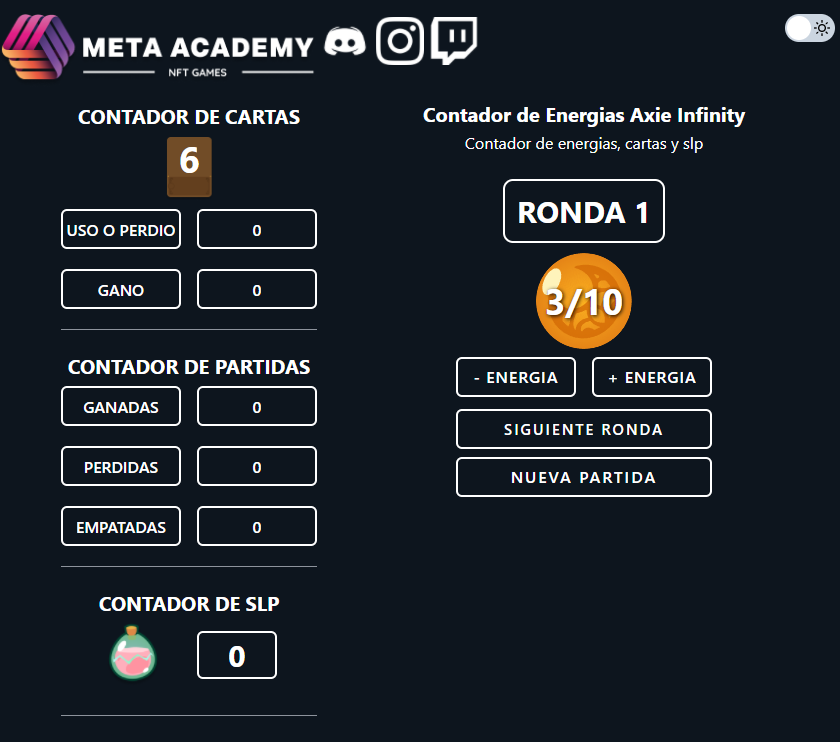 META ACADEMY
NFT GAMES
CONTADOR DE CARTAS
6
USO O PERDIO
0
GANO
0
CONTADOR DE PARTIDAS
GANADAS
0
PERDIDAS
0
EMPATADAS
0
CONTADOR DE SLP
0
Contador de Energias Axie Infinity
Contador de energias, cartas y slp
RONDA 1
3/10
- ENERGIA
+ ENERGIA
SIGUIENTE RONDA
NUEVA PARTIDA